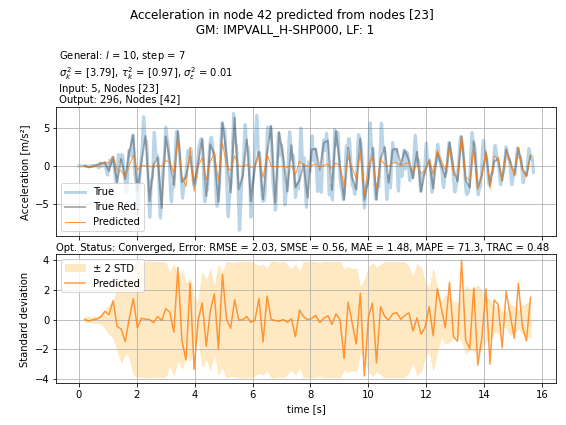 Acceleration in node 42 predicted from nodes [23]
GM: IMPVALL_H-SHP000, LF: 1
General: l = 10, step = 7
σ²ₖ = [3.79], τ²ₖ = [0.97], σ²ε = 0.01
Input: 5, Nodes [23]
Output: 296, Nodes [42]
Acceleration [m/s²]
5
0
−5
True
True Red.
Predicted
Opt. Status: Converged, Error: RMSE = 2.03, SMSE = 0.56, MAE = 1.48, MAPE = 71.3, TRAC = 0.48
Standard deviation
4
2
0
−2
−4
± 2 STD
Predicted
0 2 4 6 8 10 12 14 16
time [s]